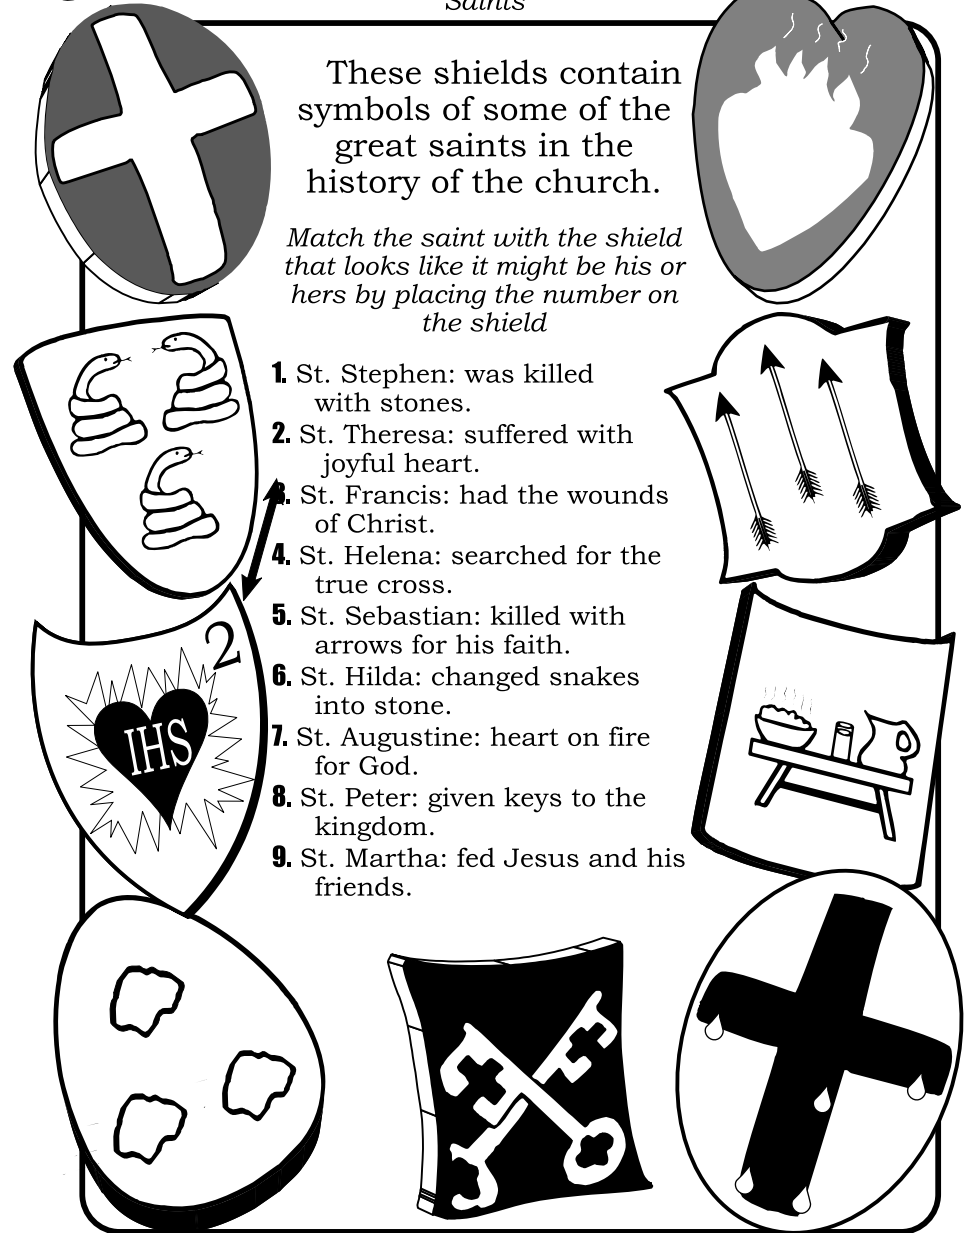 Saints
These shields contain
symbols of some of the
great saints in the
history of the church.
Match the saint with the shield
that looks like it might be his or
hers by placing the number on
the shield
1. St. Stephen: was killed
with stones.
2. St. Theresa: suffered with
joyful heart.
3. St. Francis: had the wounds
of Christ.
4. St. Helena: searched for the
true cross.
5. St. Sebastian: killed with
arrows for his faith.
6. St. Hilda: changed snakes
into stone.
7. St. Augustine: heart on fire
for God.
8. St. Peter: given keys to the
kingdom.
9. St. Martha: fed Jesus and his
friends.
2
IHS